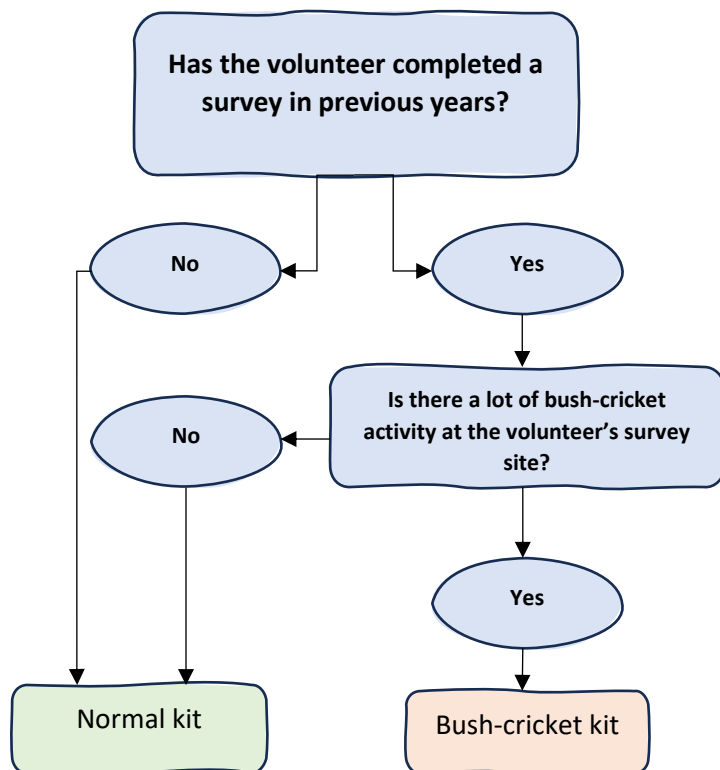 Has the volunteer completed a
survey in previous years?
No
Yes
Is there a lot of bush-cricket
activity at the volunteer’s survey
site?
No
Yes
Normal kit
Bush-cricket kit